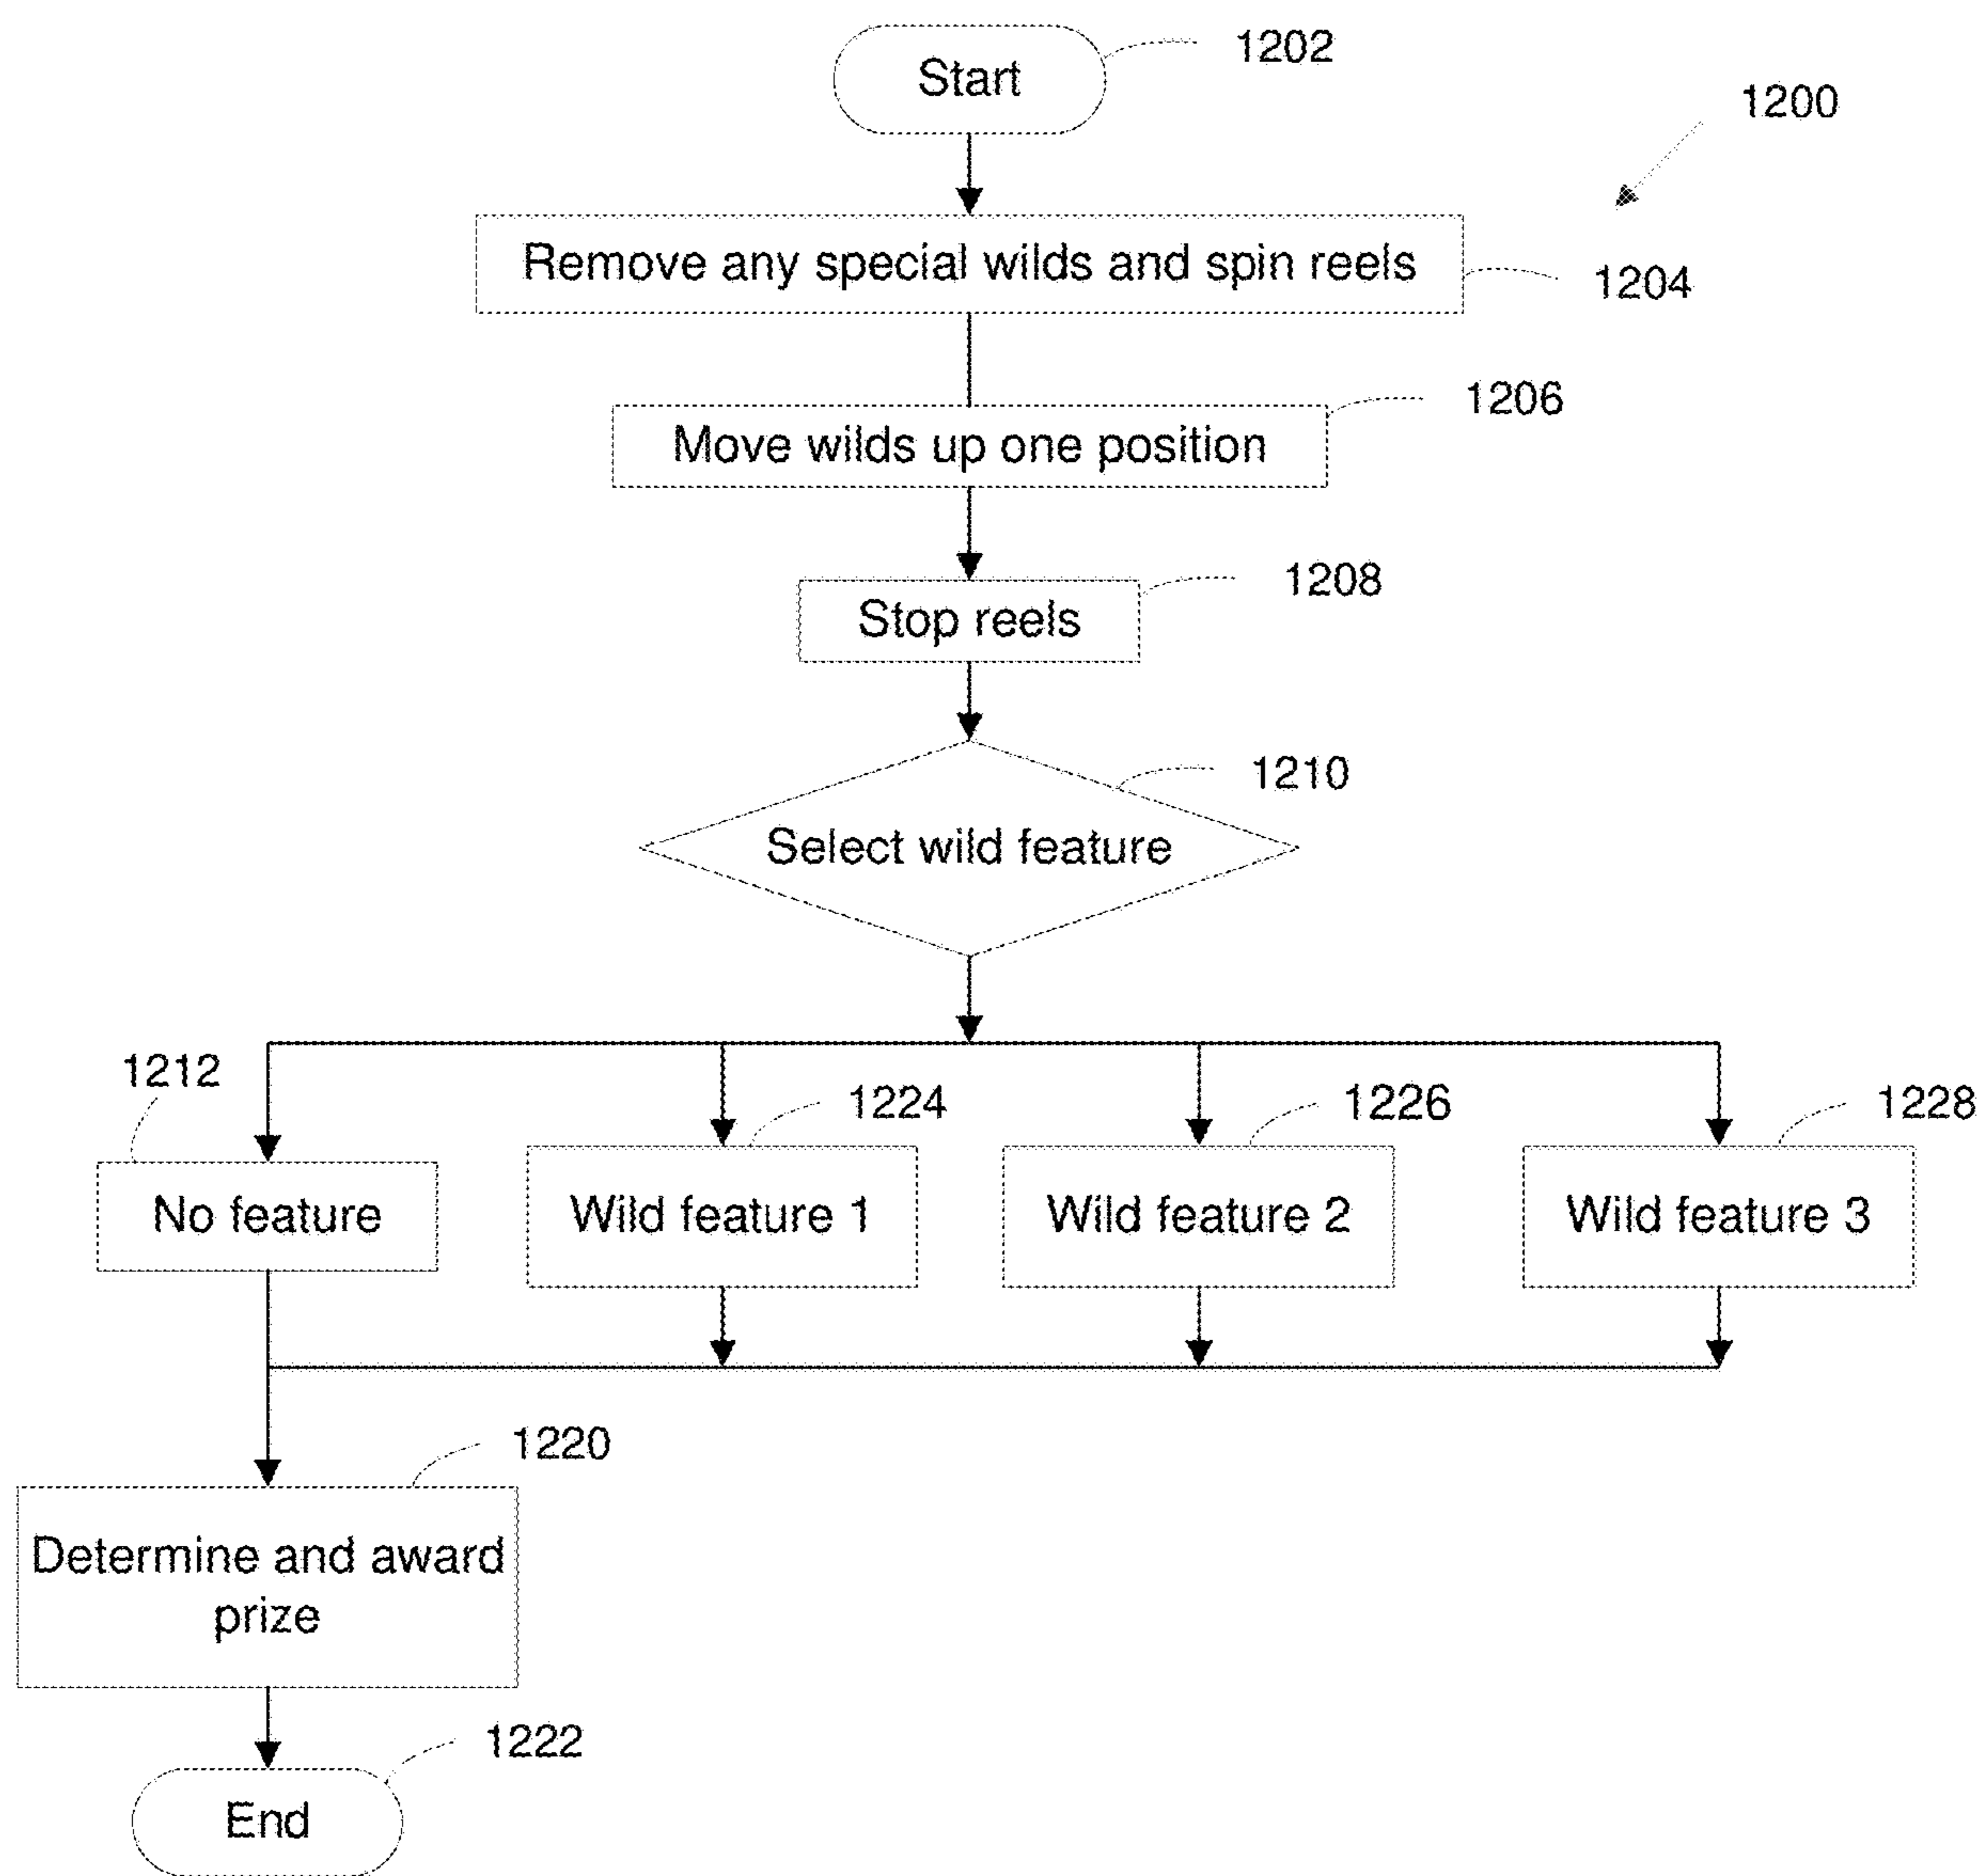 Start
1202
1200
Remove any special wilds and spin reels
1204
Move wilds up one position
1206
Stop reels
1208
Select wild feature
1210
1212
1224
1226
1228
No feature
Wild feature 1
Wild feature 2
Wild feature 3
1220
Determine and award
prize
1222
End